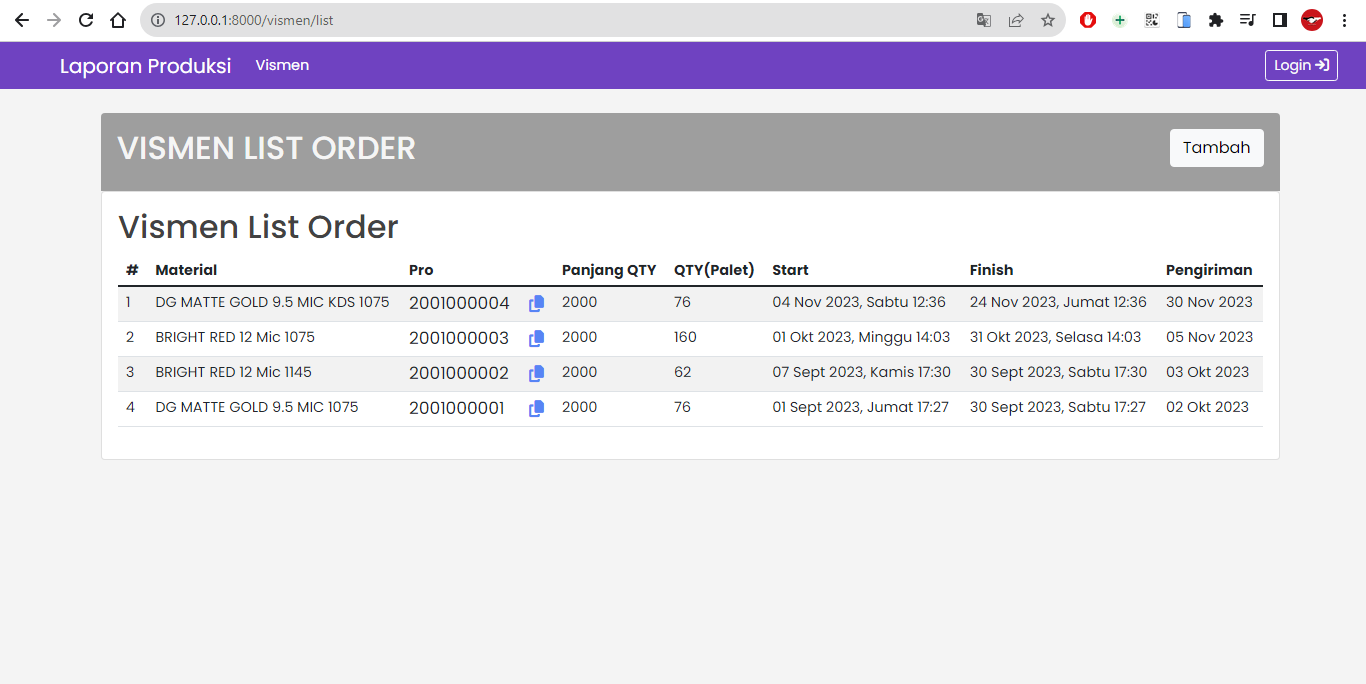 127.0.0.1:8000/vismen/list
Laporan Produksi Vismen Login
VISMEN LIST ORDER Tambah
Vismen List Order
# Material Pro Panjang QTY QTY(Palet) Start Finish Pengiriman
1 DG MATTE GOLD 9.5 MIC KDS 1075 2001000004 2000 76 04 Nov 2023, Sabtu 12:36 24 Nov 2023, Jumat 12:36 30 Nov 2023
2 BRIGHT RED 12 Mic 1075 2001000003 2000 160 01 Okt 2023, Minggu 14:03 31 Okt 2023, Selasa 14:03 05 Nov 2023
3 BRIGHT RED 12 Mic 1145 2001000002 2000 62 07 Sept 2023, Kamis 17:30 30 Sept 2023, Sabtu 17:30 03 Okt 2023
4 DG MATTE GOLD 9.5 MIC 1075 2001000001 2000 76 01 Sept 2023, Jumat 17:27 30 Sept 2023, Sabtu 17:27 02 Okt 2023